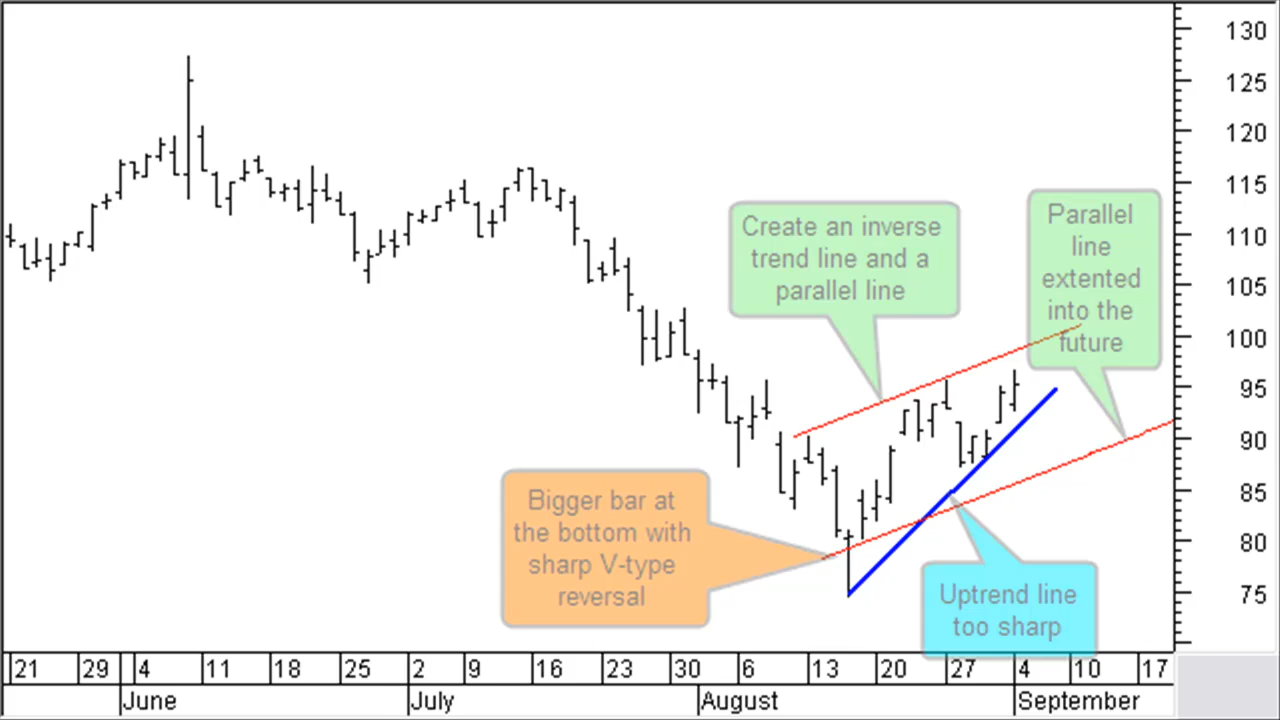 130
125
120
115
110
105
100
95
90
85
80
75
Create an inverse
trend line and a
parallel line
Parallel
line
extented
into the
future
Bigger bar at
the bottom with
sharp V-type
reversal
Uptrend line
too sharp
21 29 4 11 18 25 2 9 16 23 30 6 13 20 27 4 10 17
June July August September